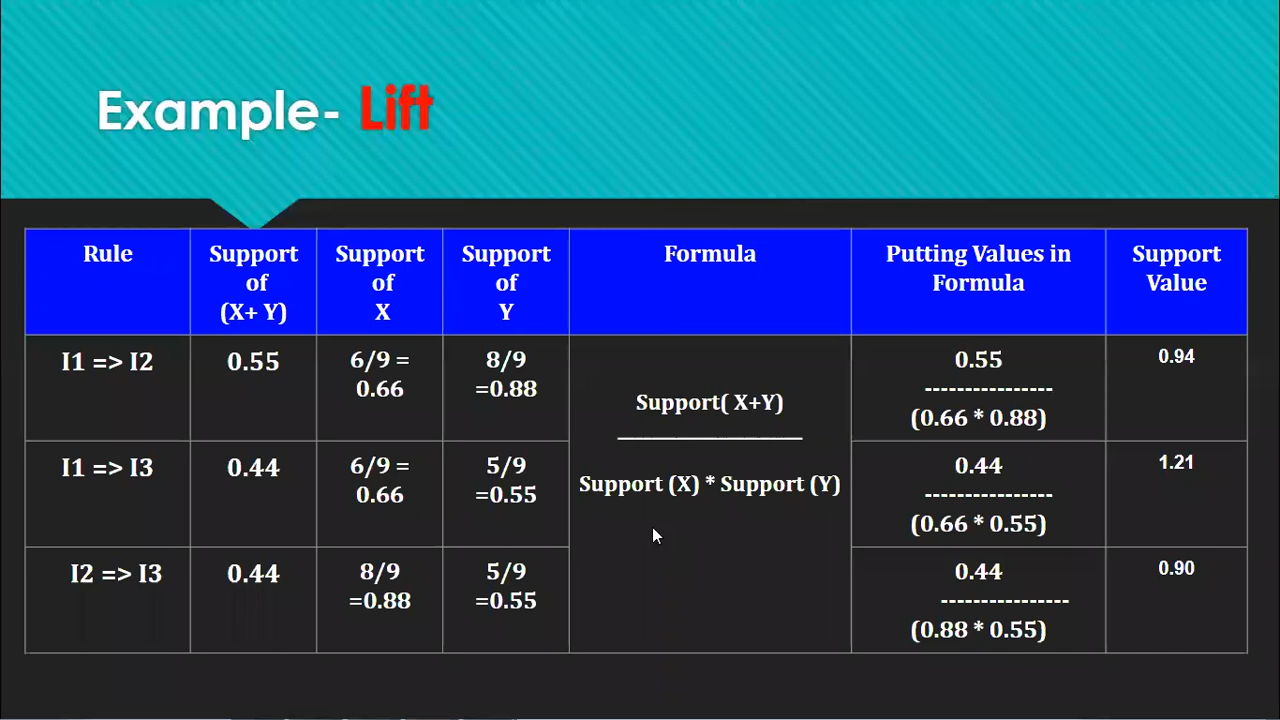 Example- Lift
Rule
Support
of
(X+ Y)
Support
of
X
Support
of
Y
Formula
Putting Values in
Formula
Support
Value
I1 => I2
0.55
6/9 =
0.66
8/9
=0.88
Support( X+Y)
____________________
Support (X) * Support (Y)
0.55
----------------
(0.66 * 0.88)
0.94
I1 => I3
0.44
6/9 =
0.66
5/9
=0.55
0.44
----------------
(0.66 * 0.55)
1.21
I2 => I3
0.44
8/9
=0.88
5/9
=0.55
0.44
----------------
(0.88 * 0.55)
0.90